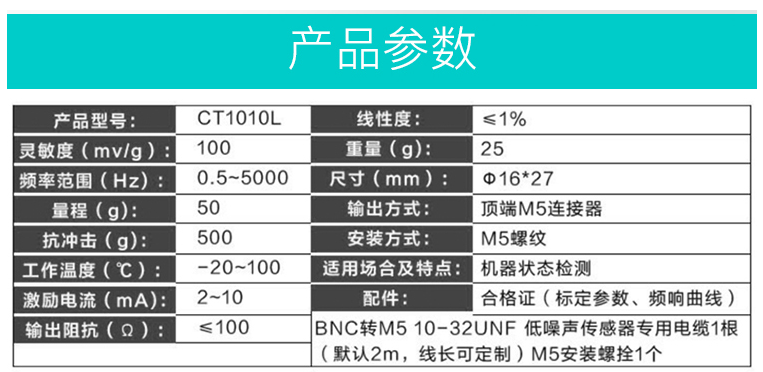 产品参数
产品型号: CT1010L 线性度: ≤1%
灵敏度(mv/g): 100 重量(g): 25
频率范围(Hz): 0.5~5000 尺寸(mm): Φ16*27
量程(g): 50 输出方式: 顶端M5连接器
抗冲击(g): 500 安装方式: M5螺纹
工作温度(℃): -20~100 适用场合及特点: 机器状态检测
激励电流(mA): 2~10 配件: 合格证(标定参数、频响曲线)
输出阻抗(Ω): ≤100 BNC转M5 10-32UNF 低噪声传感器专用电缆1根
(默认2m,线长可定制)M5安装螺拴1个